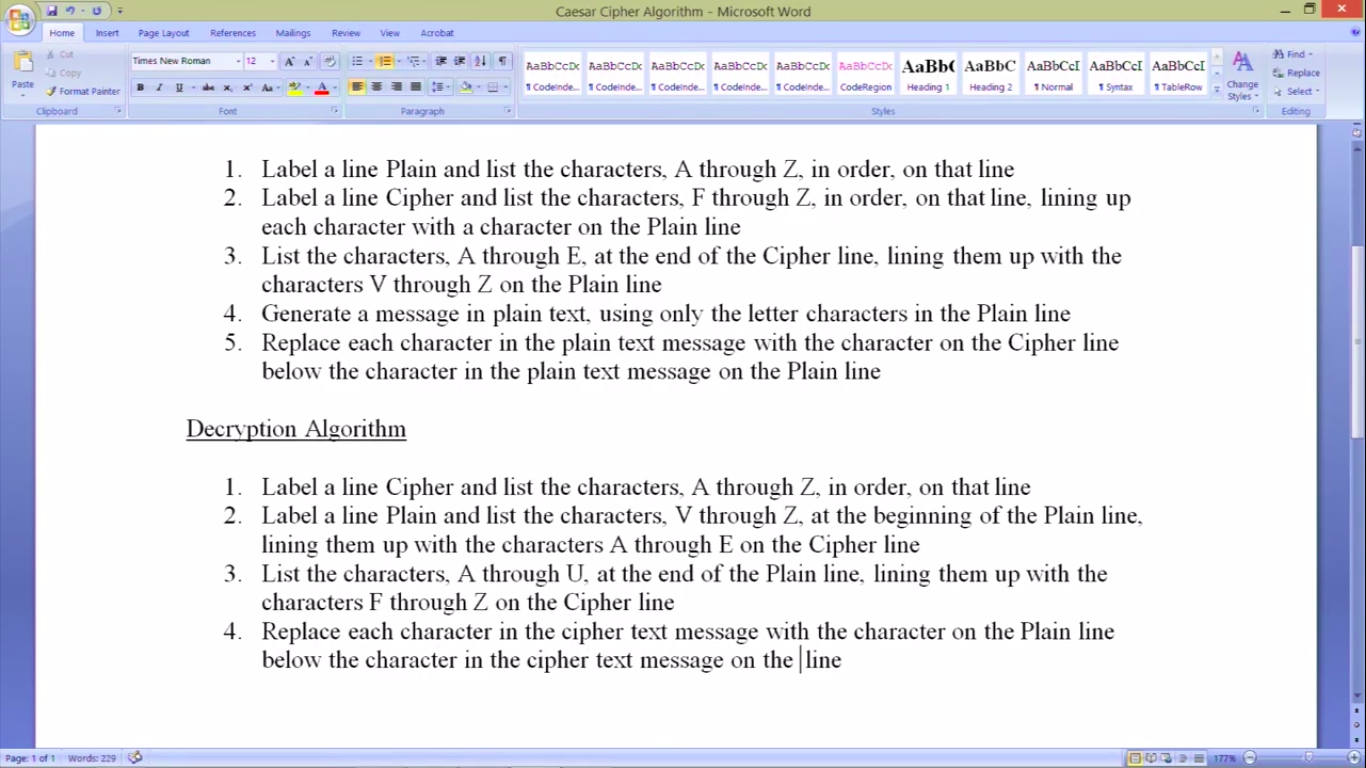 Caesar Cipher Algorithm - Microsoft Word
Home Insert Page Layout References Mailings Review View Acrobat
Paste
Cut
Copy
Format Painter
Clipboard
Times New Roman 12
Font
Paragraph
AaBbCcDc AaBbCcDc AaBbCcDc AaBbCcDc AaBbCcDc AaBbCcDc AaBb( AaBbC AaBbCcI AaBbCcI AaBbCcI
¶ CodeInde... ¶ CodeInde... ¶ CodeInde... ¶ CodeInde... ¶ CodeInde... CodeRegion Heading 1 Heading 2 ¶ Normal ¶ Syntax ¶ TableRow
Styles
Change
Styles
Find
Replace
Select
Editing
1. Label a line Plain and list the characters, A through Z, in order, on that line
2. Label a line Cipher and list the characters, F through Z, in order, on that line, lining up
each character with a character on the Plain line
3. List the characters, A through E, at the end of the Cipher line, lining them up with the
characters V through Z on the Plain line
4. Generate a message in plain text, using only the letter characters in the Plain line
5. Replace each character in the plain text message with the character on the Cipher line
below the character in the plain text message on the Plain line
Decryption Algorithm
1. Label a line Cipher and list the characters, A through Z, in order, on that line
2. Label a line Plain and list the characters, V through Z, at the beginning of the Plain line,
lining them up with the characters A through E on the Cipher line
3. List the characters, A through U, at the end of the Plain line, lining them up with the
characters F through Z on the Cipher line
4. Replace each character in the cipher text message with the character on the Plain line
below the character in the cipher text message on the line
Page: 1 of 1 Words: 229
177%